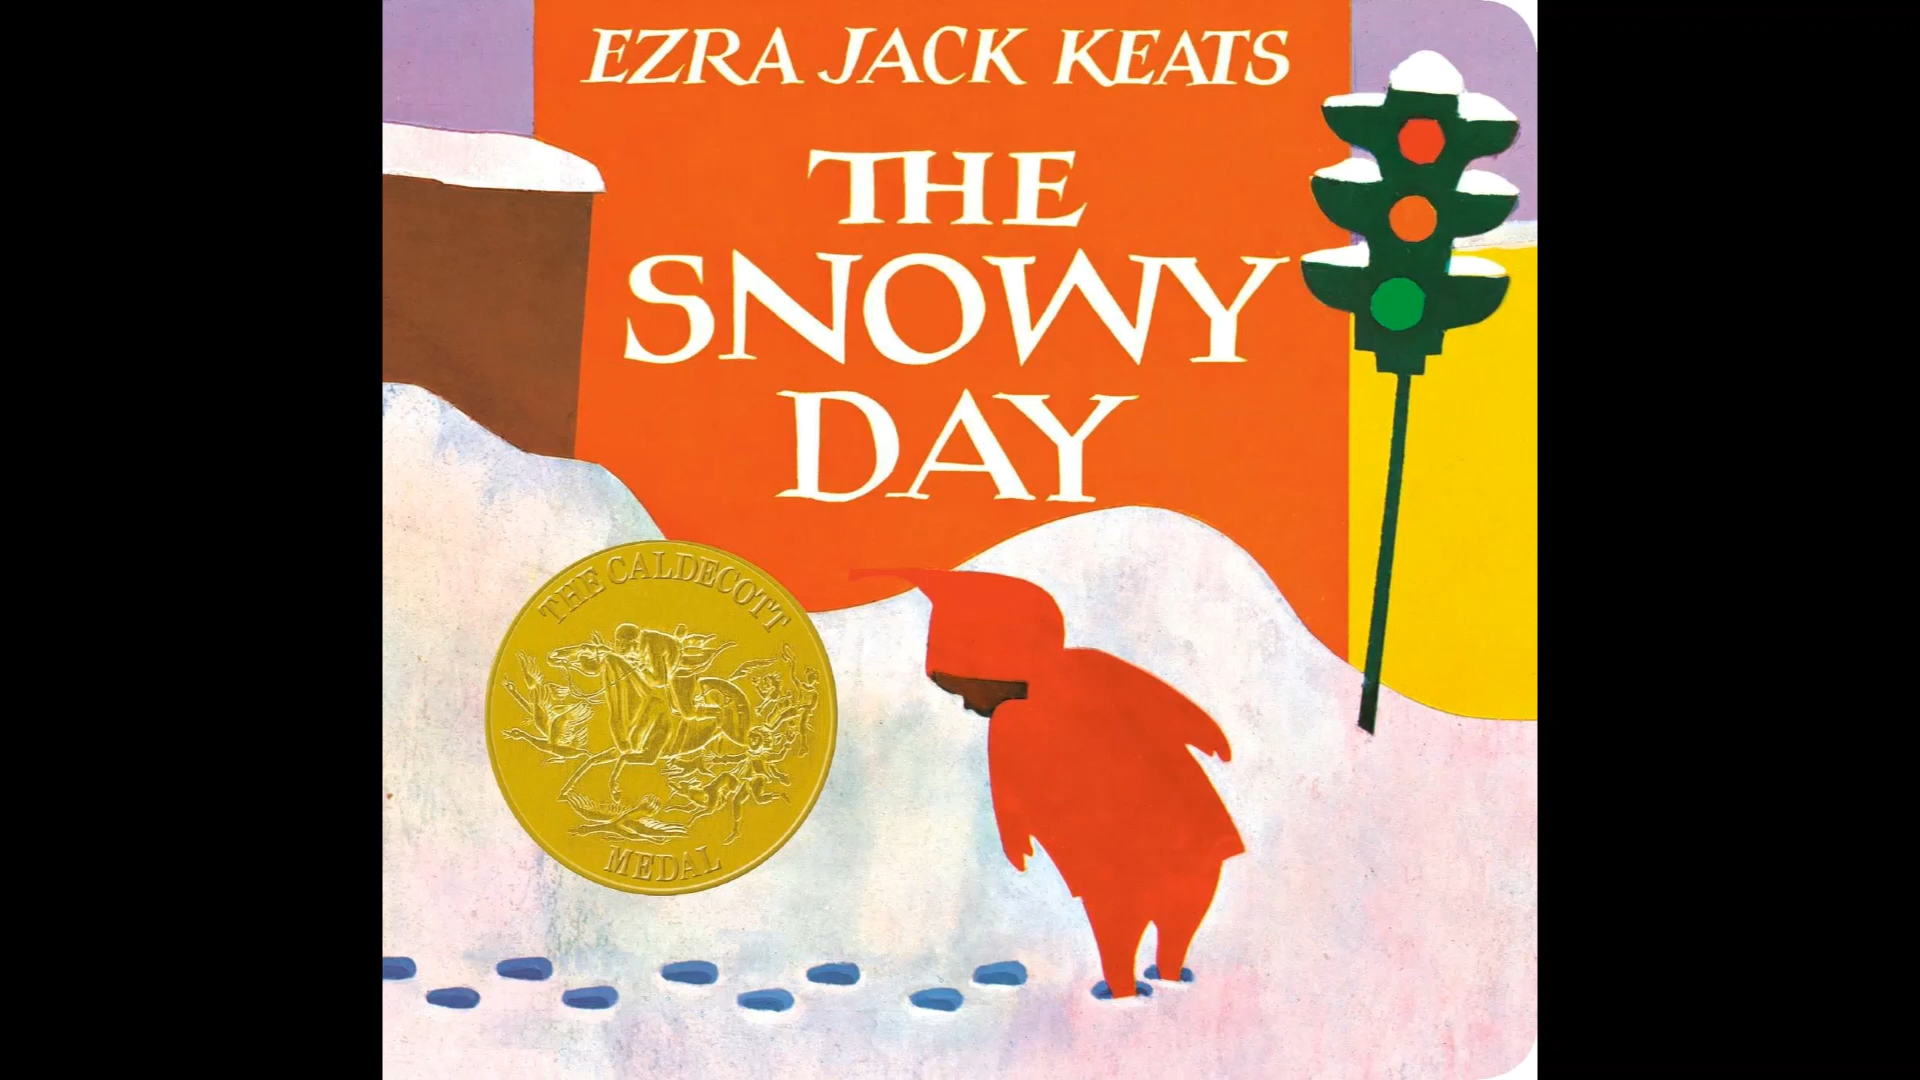 EZRA JACK KEATS
THE
SNOWY
DAY
THE CALDECOTT
MEDAL